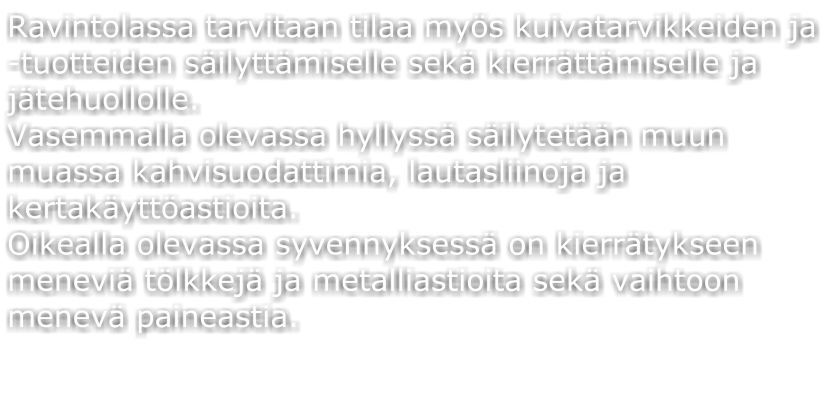 Ravintolassa tarvitaan tilaa myös kuivatarvikkeiden ja
-tuotteiden säilyttämiselle sekä kierrättämiselle ja
jätehuollolle.
Vasemmalla olevassa hyllyssä säilytetään muun
muassa kahvisuodattimia, lautasliinoja ja
kertakäyttöastioita.
Oikealla olevassa syvennyksessä on kierrätykseen
meneviä tölkkejä ja metalliastioita sekä vaihtoon
menevä paineastia.